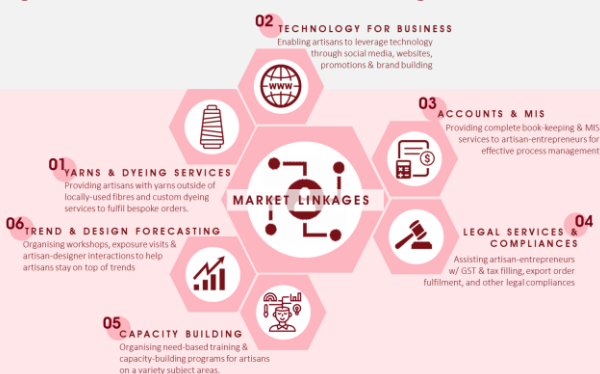 02
TECHNOLOGY FOR BUSINESS
Enabling artisans to leverage technology
through social media, websites,
promotions & brand building
WWW
03
ACCOUNTS & MIS
Providing complete book-keeping & MIS
services to artisan-entrepreneurs for
effective process management
$
01
YARNS & DYEING SERVICES
Providing artisans with yarns outside of
locally-used fibres and custom dyeing
services to fulfil bespoke orders.
MARKET LINKAGES
04
LEGAL SERVICES &
COMPLIANCES
Assisting artisan-entrepreneurs
w/ GST & tax filling, export order
fulfilment, and other legal compliances
06
TREND & DESIGN FORECASTING
Organising workshops, exposure visits &
artisan-designer interactions to help
artisans stay on top of trends
05
CAPACITY BUILDING
Organising need-based training &
capacity-building programs for artisans
on a variety subject areas.